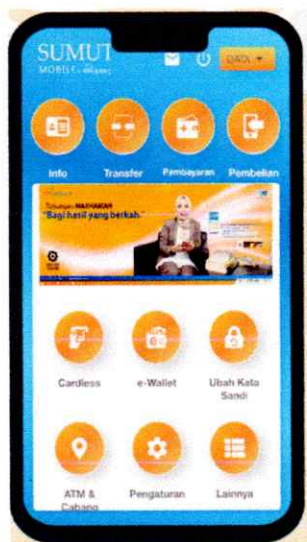 SUMUT
MOBILE
DATA
Info Transfer Pembayaran Pembelian
Tabungan MARHAMAH
"Bagi hasil yang berkah."
Cardless e-Wallet Ubah Kata
Sandi
ATM & Pengaturan Lainnya
Cabang